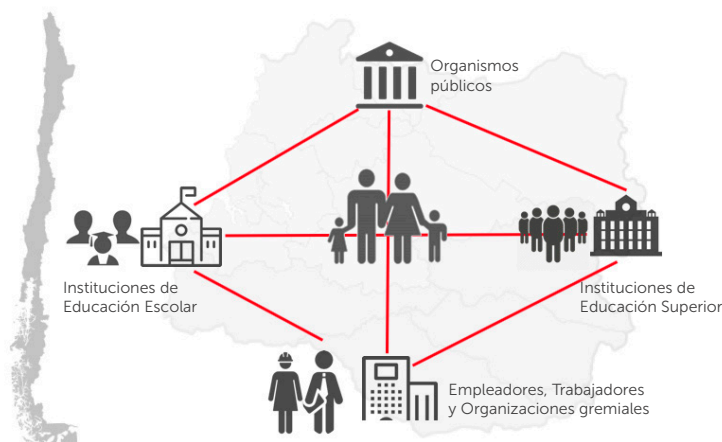 Organismos
públicos
Instituciones de
Educación Escolar
Instituciones de
Educación Superior
Empleadores, Trabajadores
y Organizaciones gremiales